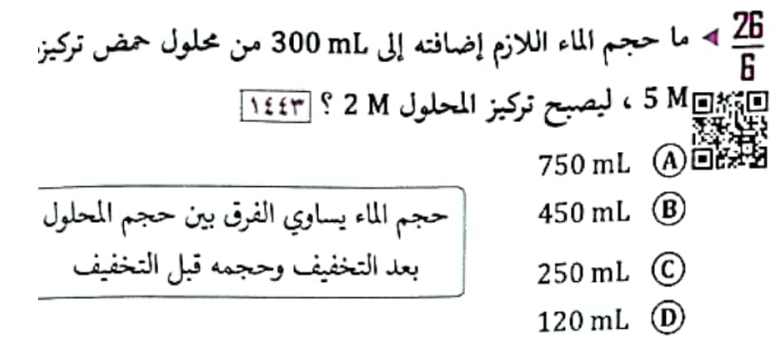 26/6 ◀ ما حجم الماء اللازم إضافته إلى 300 mL من محلول حمض تركيزه
5 M ، ليصبح تركيز المحلول 2 M ؟ ١٤٤٣
A 750 mL
B 450 mL
C 250 mL
D 120 mL
حجم الماء يساوي الفرق بين حجم المحلول
بعد التخفيف وحجمه قبل التخفيف